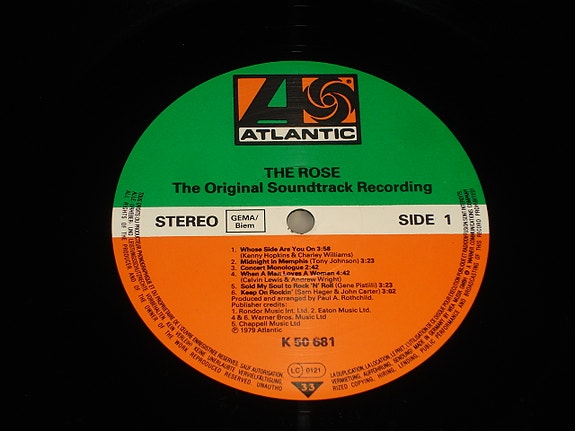 ATLANTIC
THE ROSE
The Original Soundtrack Recording
STEREO GEMA/ Biem SIDE 1
1. Whose Side Are You On 3:58
(Kenny Hopkins & Charley Williams)
2. Midnight in Memphis (Tony Johnson) 3:23
3. Concert Monologue 2:42
4. When A Man Loves A Woman 4:42
(Calvin Lewis & Andrew Wright)
5. Sold My Soul to Rock 'N' Roll (Gene Pistilli) 3:23
6. Keep On Rockin' (Sam Hager & John Carter) 3:02
Produced and arranged by Paul A. Rothchild.
Publisher credits:
1. Rondor Music Int. Ltd 2. Eaton Music Ltd.
4 & 6. Warner Bros. Music Ltd
5. Chappell Music Ltd
℗ 1979 Atlantic
K 50 681
LC 0121
33